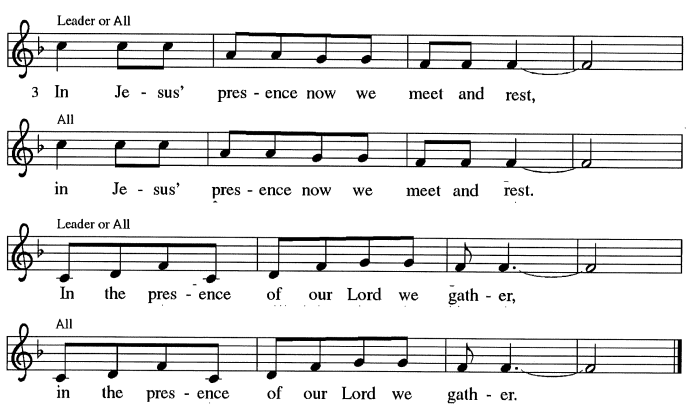 Leader or All
3 In Je - sus' pres - ence now we meet and rest,
All
in Je - sus' pres - ence now we meet and rest.
Leader or All
In the pres - ence of our Lord we gath - er,
All
in the pres - ence of our Lord we gath - er.